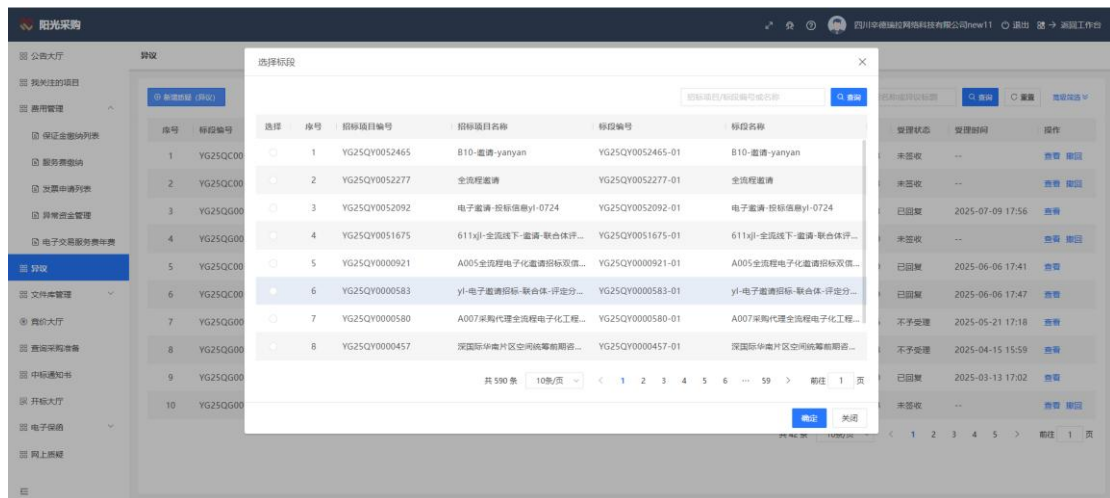 阳光采购
四川辛德瑞拉网络科技有限公司new11 退出 返回工作台
公告大厅
我关注的项目
费用管理
保证金缴纳列表
服务费缴纳
发票申请列表
异常资金管理
电子交易服务费年费
异议
文件库管理
竞价大厅
查询采购准备
中标通知书
开标大厅
电子保函
网上质疑
异议
新增质疑 (异议)
查询 重置 高级筛选
序号 标段编号 受理状态 受理时间 操作
1 YG25QC00 未签收 -- 查看 撤回
2 YG25QC00 未签收 -- 查看 撤回
3 YG25QG00 已回复 2025-07-09 17:56 查看
4 YG25QG00 未签收 -- 查看 撤回
5 YG25QC00 已回复 2025-06-06 17:41 查看
6 YG25QC00 已回复 2025-06-06 17:47 查看
7 YG25QG00 不予受理 2025-05-21 17:18 查看
8 YG25QG00 不予受理 2025-04-15 15:59 查看
9 YG25QG00 已回复 2025-03-13 17:02 查看
10 YG25QG00 未签收 -- 查看 撤回
共 42 条 10条/页 1 2 3 4 5 前往 1 页
选择标段
招标项目/标段编号或名称 查询
选择 序号 招标项目编号 招标项目名称 标段编号 标段名称
1 YG25QY0052465 B10-邀请-yanyan YG25QY0052465-01 B10-邀请-yanyan
2 YG25QY0052277 全流程邀请 YG25QY0052277-01 全流程邀请
3 YG25QY0052092 电子邀请-投标信息yl-0724 YG25QY0052092-01 电子邀请-投标信息yl-0724
4 YG25QY0051675 611xjl-全流线下-邀请-联合体评... YG25QY0051675-01 611xjl-全流线下-邀请-联合体评...
5 YG25QY0000921 A005全流程电子化邀请招标双信... YG25QY0000921-01 A005全流程电子化邀请招标双信...
6 YG25QY0000583 yl-电子邀请招标-联合体-评定分... YG25QY0000583-01 yl-电子邀请招标-联合体-评定分...
7 YG25QY0000580 A007采购代理全流程电子化工程... YG25QY0000580-01 A007采购代理全流程电子化工程...
8 YG25QY0000457 深国际华南片区空间统筹前期咨... YG25QY0000457-01 深国际华南片区空间统筹前期咨...
共 590 条 10条/页 1 2 3 4 5 6 ... 59 前往 1 页
确定 关闭